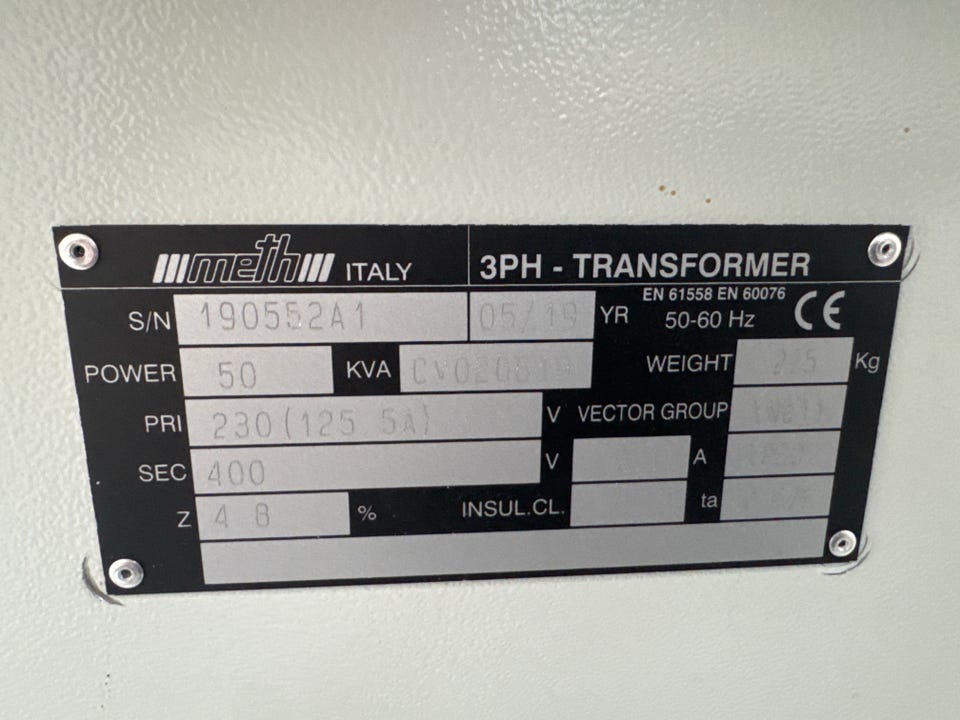 meth ITALY 3PH - TRANSFORMER
EN 61558 EN 60076
S/N 190552A1 05/19 YR 50-60 Hz CE
POWER 50 KVA WEIGHT Kg
PRI 230(125 5A) V VECTOR GROUP
SEC 400 V A
Z 4 8 % INSUL.CL. ta